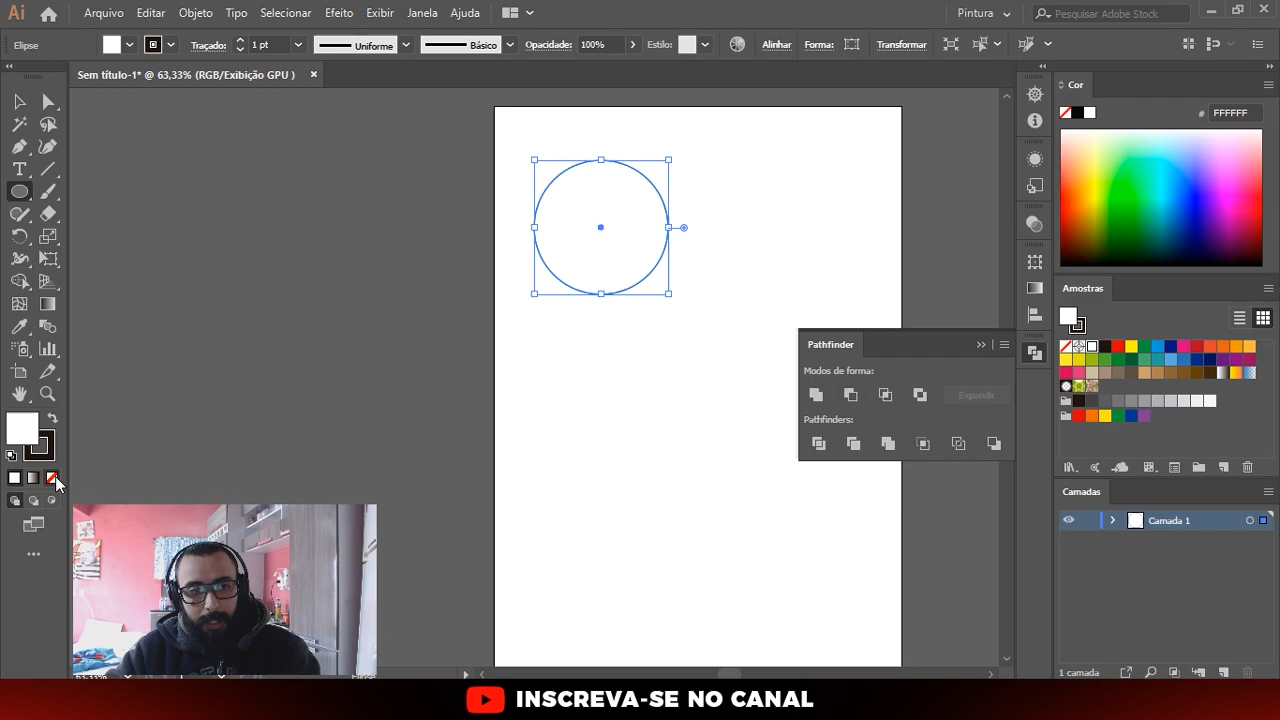 Ai
Arquivo Editar Objeto Tipo Selecionar Efeito Exibir Janela Ajuda
Pintura
Pesquisar Adobe Stock
Elipse
Traçado: 1 pt
Uniforme
Básico
Opacidade: 100%
Estilo:
Alinhar
Forma:
Transformar
Sem título-1* @ 63,33% (RGB/Exibição GPU )
Cor
# FFFFFF
Amostras
Pathfinder
Modos de forma:
Expandir
Pathfinders:
Camadas
Camada 1
1 camada
INSCREVA-SE NO CANAL